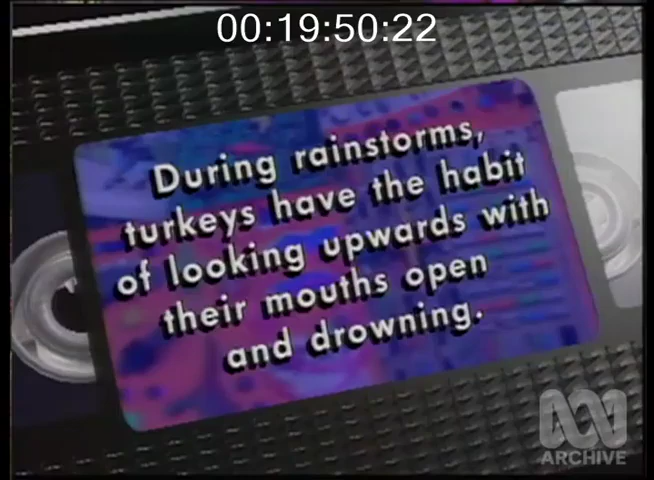 00:19:50:22
During rainstorms,
turkeys have the habit
of looking upwards with
their mouths open
and drowning.
ARCHIVE